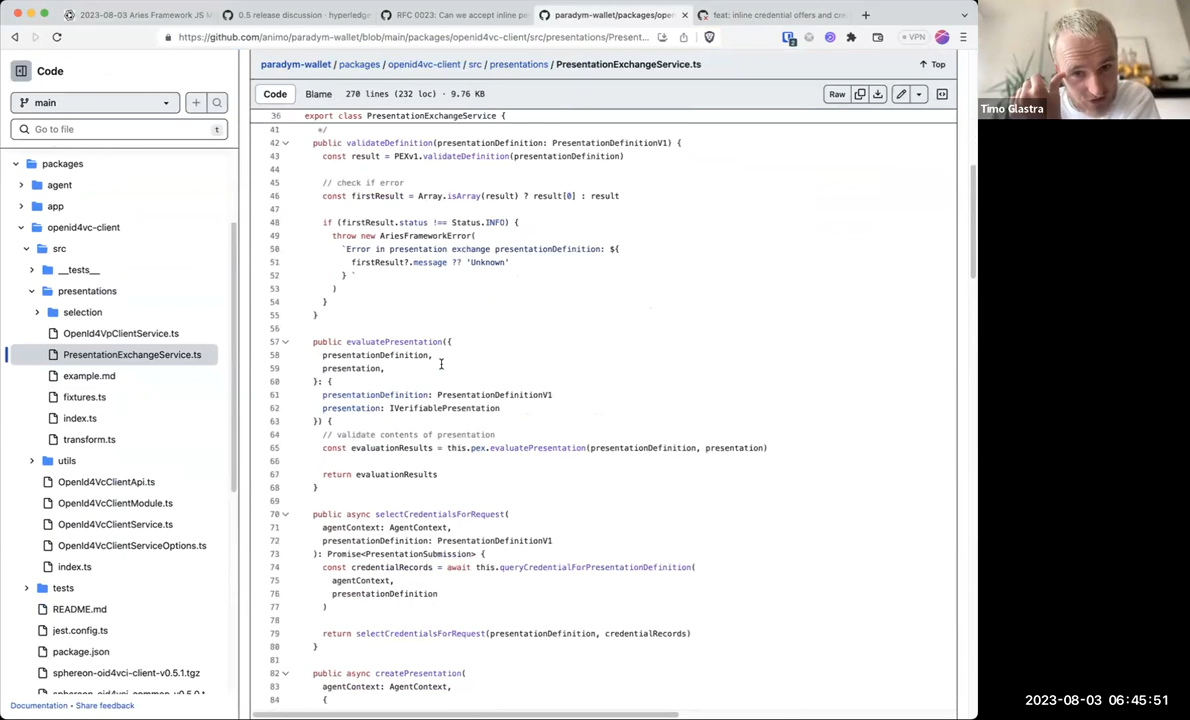 2023-08-03 Aries Framework JS M
0.5 release discussion · hyperledge
RFC 0023: Can we accept inline pe
paradym-wallet/packages/open
feat: inline credential offers and cre
https://github.com/animo/paradym-wallet/blob/main/packages/openid4vc-client/src/presentations/Present...
VPN
Code
main
Go to file
t
packages
agent
app
openid4vc-client
src
__tests__
presentations
selection
OpenId4VpClientService.ts
PresentationExchangeService.ts
example.md
fixtures.ts
index.ts
transform.ts
utils
OpenId4VcClientApi.ts
OpenId4VcClientModule.ts
OpenId4VcClientService.ts
OpenId4VcClientServiceOptions.ts
index.ts
tests
README.md
jest.config.ts
package.json
sphereon-oid4vci-client-v0.5.1.tgz
sphereon-oid4vci-common-v0.5.0.t
Documentation · Share feedback
paradym-wallet / packages / openid4vc-client / src / presentations / PresentationExchangeService.ts
Top
Code Blame 270 lines (232 loc) · 9.76 KB
Raw
36 export class PresentationExchangeService {
41 */
42 public validateDefinition(presentationDefinition: PresentationDefinitionV1) {
43 const result = PEXv1.validateDefinition(presentationDefinition)
44
45 // check if error
46 const firstResult = Array.isArray(result) ? result[0] : result
47
48 if (firstResult.status !== Status.INFO) {
49 throw new AriesFrameworkError(
50 `Error in presentation exchange presentationDefinition: ${
51 firstResult?.message ?? 'Unknown'
52 } `
53 )
54 }
55 }
56
57 public evaluatePresentation({
58 presentationDefinition,
59 presentation,
60 }: {
61 presentationDefinition: PresentationDefinitionV1
62 presentation: IVerifiablePresentation
63 }) {
64 // validate contents of presentation
65 const evaluationResults = this.pex.evaluatePresentation(presentationDefinition, presentation)
66
67 return evaluationResults
68 }
69
70 public async selectCredentialsForRequest(
71 agentContext: AgentContext,
72 presentationDefinition: PresentationDefinitionV1
73 ): Promise<PresentationSubmission> {
74 const credentialRecords = await this.queryCredentialForPresentationDefinition(
75 agentContext,
76 presentationDefinition
77 )
78
79 return selectCredentialsForRequest(presentationDefinition, credentialRecords)
80 }
81
82 public async createPresentation(
83 agentContext: AgentContext,
84 {
Timo Glastra
2023-08-03 06:45:51